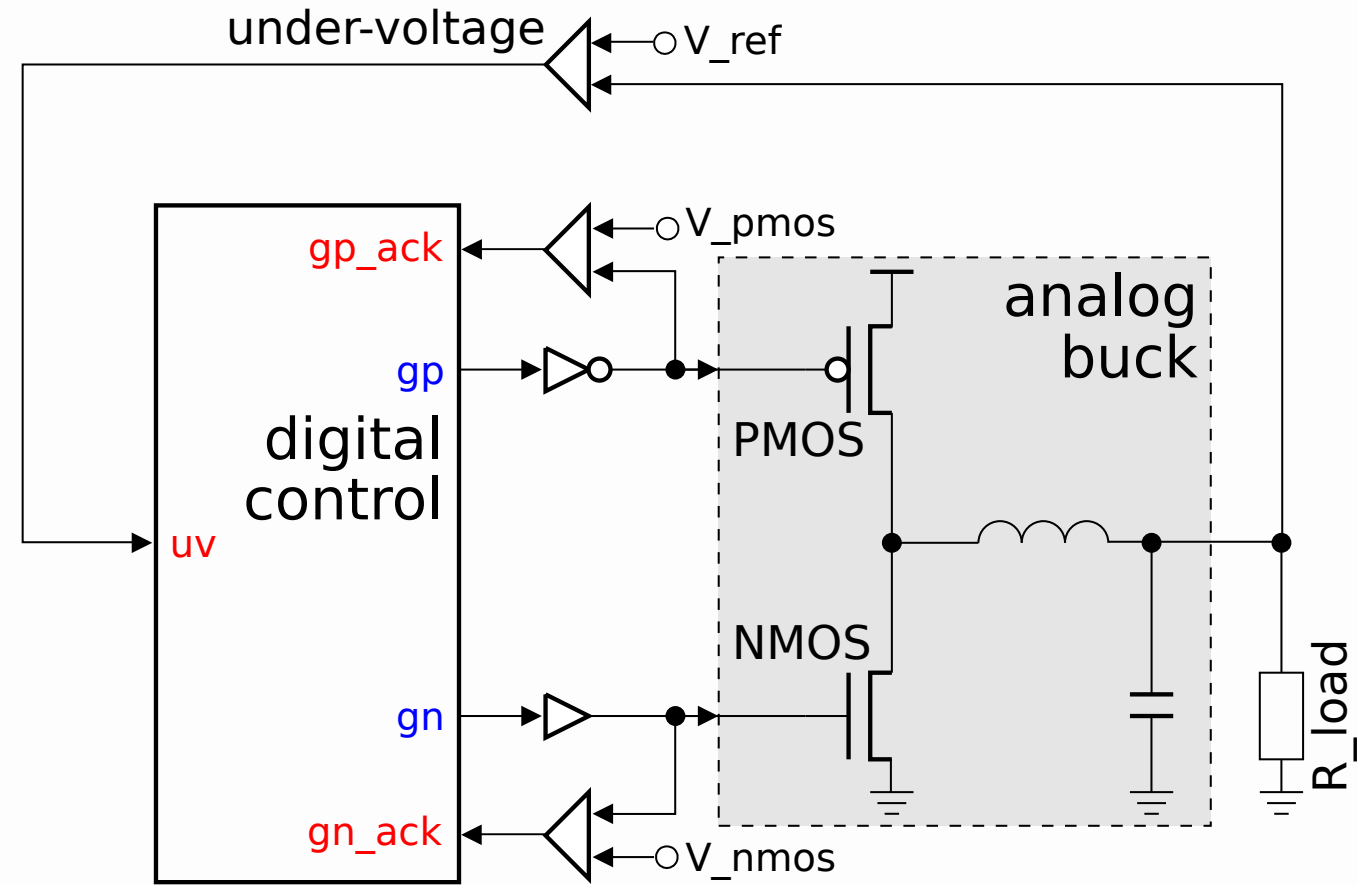 under-voltage
V_ref
gp_ack
V_pmos
analog
buck
gp
PMOS
digital
control
uv
NMOS
gn
R_load
gn_ack
V_nmos